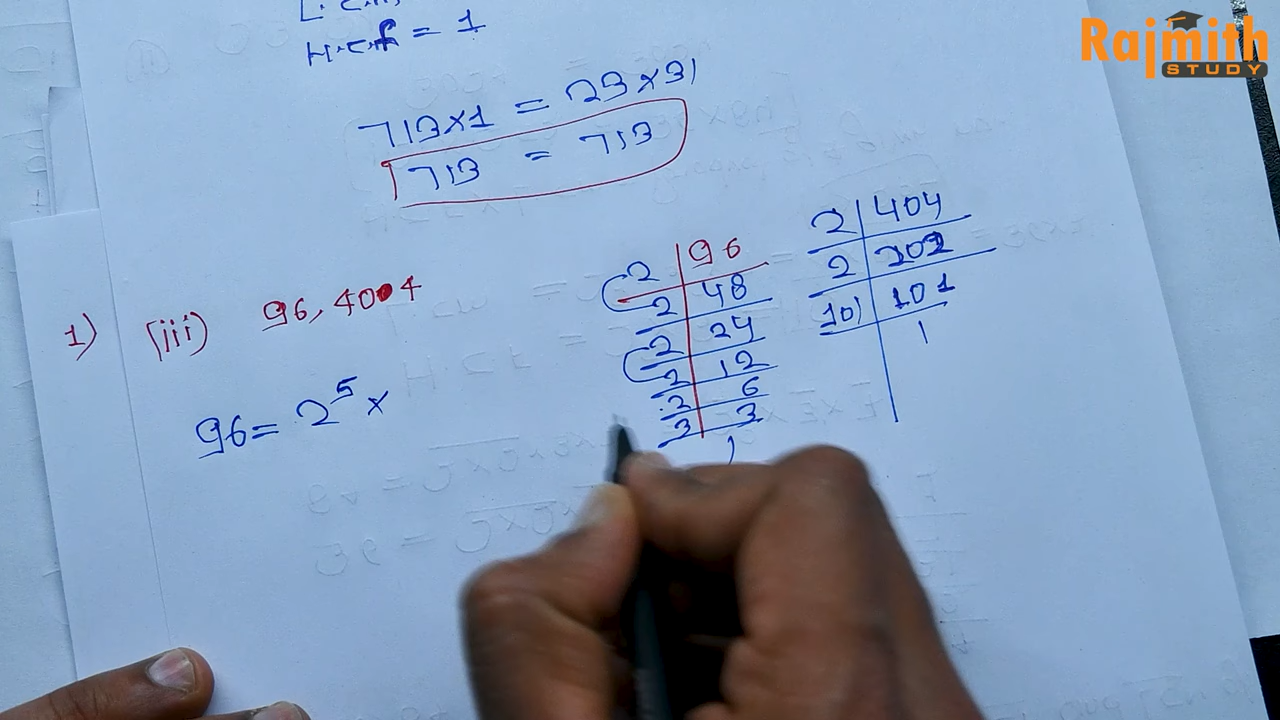 Rajmith
STUDY
H.C.f = 1
713×1 = 23×31
713 = 713
1) (iii) 96, 404
96 = 2⁵ ×
2 | 96
2 | 48
2 | 24
2 | 12
2 | 6
3 | 3
1
2 | 404
2 | 202
101 | 101
1